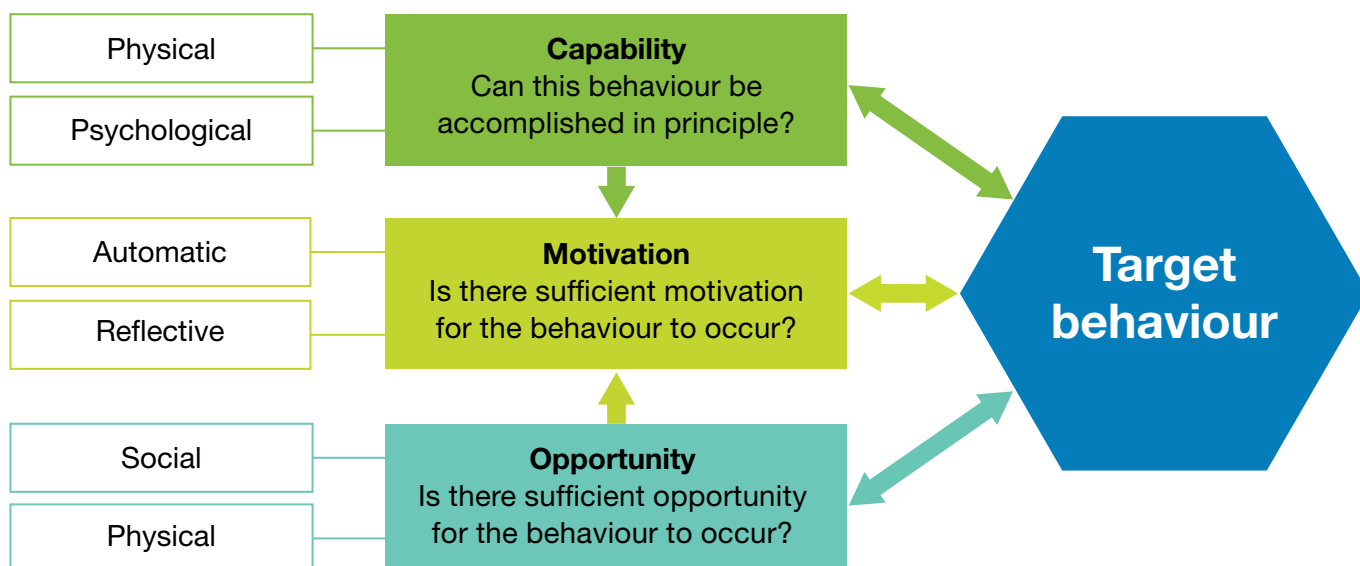 Physical
Psychological
Capability
Can this behaviour be
accomplished in principle?
Automatic
Reflective
Motivation
Is there sufficient motivation
for the behaviour to occur?
Social
Physical
Opportunity
Is there sufficient opportunity
for the behaviour to occur?
Target
behaviour